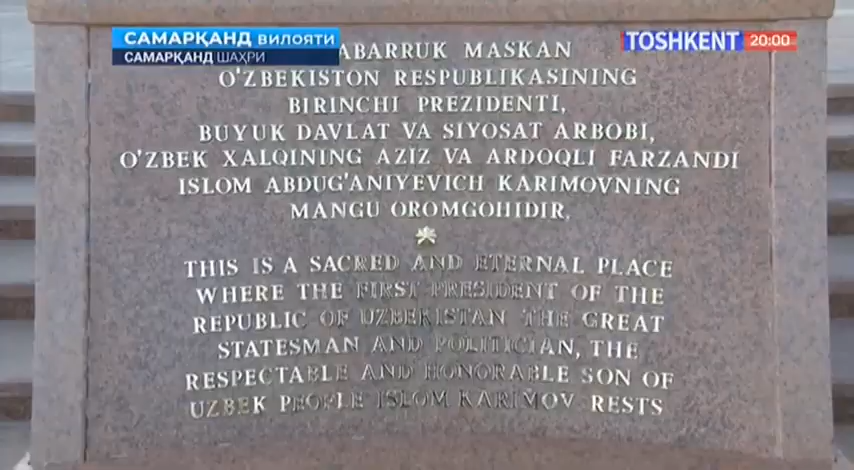 САМАРҚАНД вилояти
САМАРҚАНД ШАҲРИ
TOSHKENT 20:00
MASKAN
O'ZBEKISTON RESPUBLIKASINING
BIRINCHI PREZIDENTI,
BUYUK DAVLAT VA SIYOSAT ARBOBI,
O'ZBEK XALQINING AZIZ VA ARDOQLI FARZANDI
ISLOM ABDUG'ANIYEVICH KARIMOVNING
MANGU OROMGOHIDIR.
THIS IS A SACRED AND ETERNAL PLACE
WHERE THE FIRST PRESIDENT OF THE
REPUBLIC OF UZBEKISTAN THE GREAT
STATESMAN AND POLITICIAN, THE
RESPECTABLE AND HONORABLE SON OF
UZBEK PEOPLE ISLOM KARIMOV RESTS